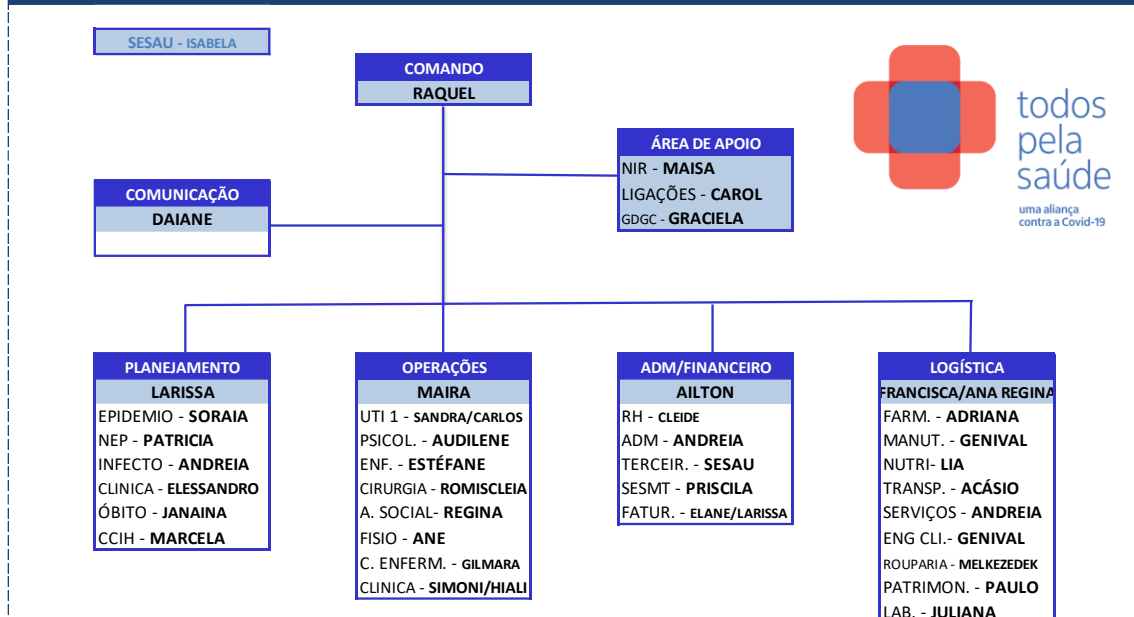 SESAU - ISABELA
COMANDO
RAQUEL
todos
pela
saúde
uma aliança
contra a Covid-19
ÁREA DE APOIO
NIR - MAISA
LIGAÇÕES - CAROL
GDGC - GRACIELA
COMUNICAÇÃO
DAIANE
PLANEJAMENTO
LARISSA
EPIDEMIO - SORAIA
NEP - PATRICIA
INFECTO - ANDREIA
CLINICA - ELESSANDRO
ÓBITO - JANAINA
CCIH - MARCELA
OPERAÇÕES
MAIRA
UTI 1 - SANDRA/CARLOS
PSICOL. - AUDILENE
ENF. - ESTÉFANE
CIRURGIA - ROMISCLEIA
A. SOCIAL- REGINA
FISIO - ANE
C. ENFERM. - GILMARA
CLINICA - SIMONI/HIALI
ADM/FINANCEIRO
AILTON
RH - CLEIDE
ADM - ANDREIA
TERCEIR. - SESAU
SESMT - PRISCILA
FATUR. - ELANE/LARISSA
LOGÍSTICA
FRANCISCA/ANA REGINA
FARM. - ADRIANA
MANUT. - GENIVAL
NUTRI- LIA
TRANSP. - ACÁSIO
SERVIÇOS - ANDREIA
ENG CLI.- GENIVAL
ROUPARIA - MELKEZEDEK
PATRIMON. - PAULO
LAB. - JULIANA